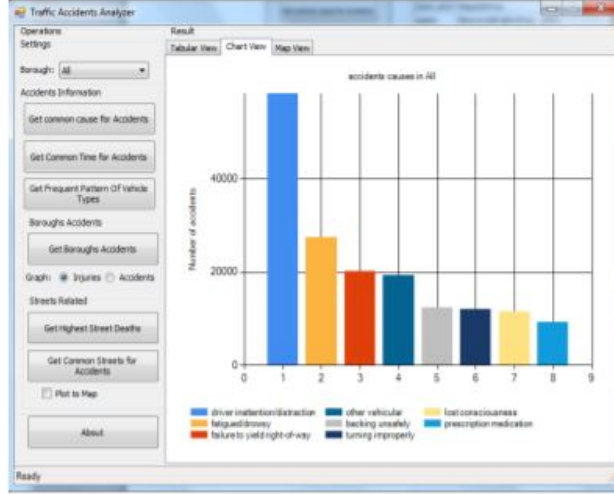 Traffic Accidents Analyzer
Operations
Settings
Borough: All
Accidents Information
Get common cause for Accidents
Get Common Time for Accidents
Get Frequent Pattern Of Vehicle
Types
Boroughs Accidents
Get Boroughs Accidents
Graph: Injuries Accidents
Streets Related
Get Highest Street Deaths
Get Common Streets for
Accidents
Plot to Map
About
Ready
Result
Tabular View Chart View Map View
accidents causes in All
Number of accidents
40000
20000
0
0 1 2 3 4 5 6 7 8 9
driver inattention/distraction other vehicular lost consciousness
fatigued/drowsy backing unsafely prescription medication
failure to yield right-of-way turning improperly